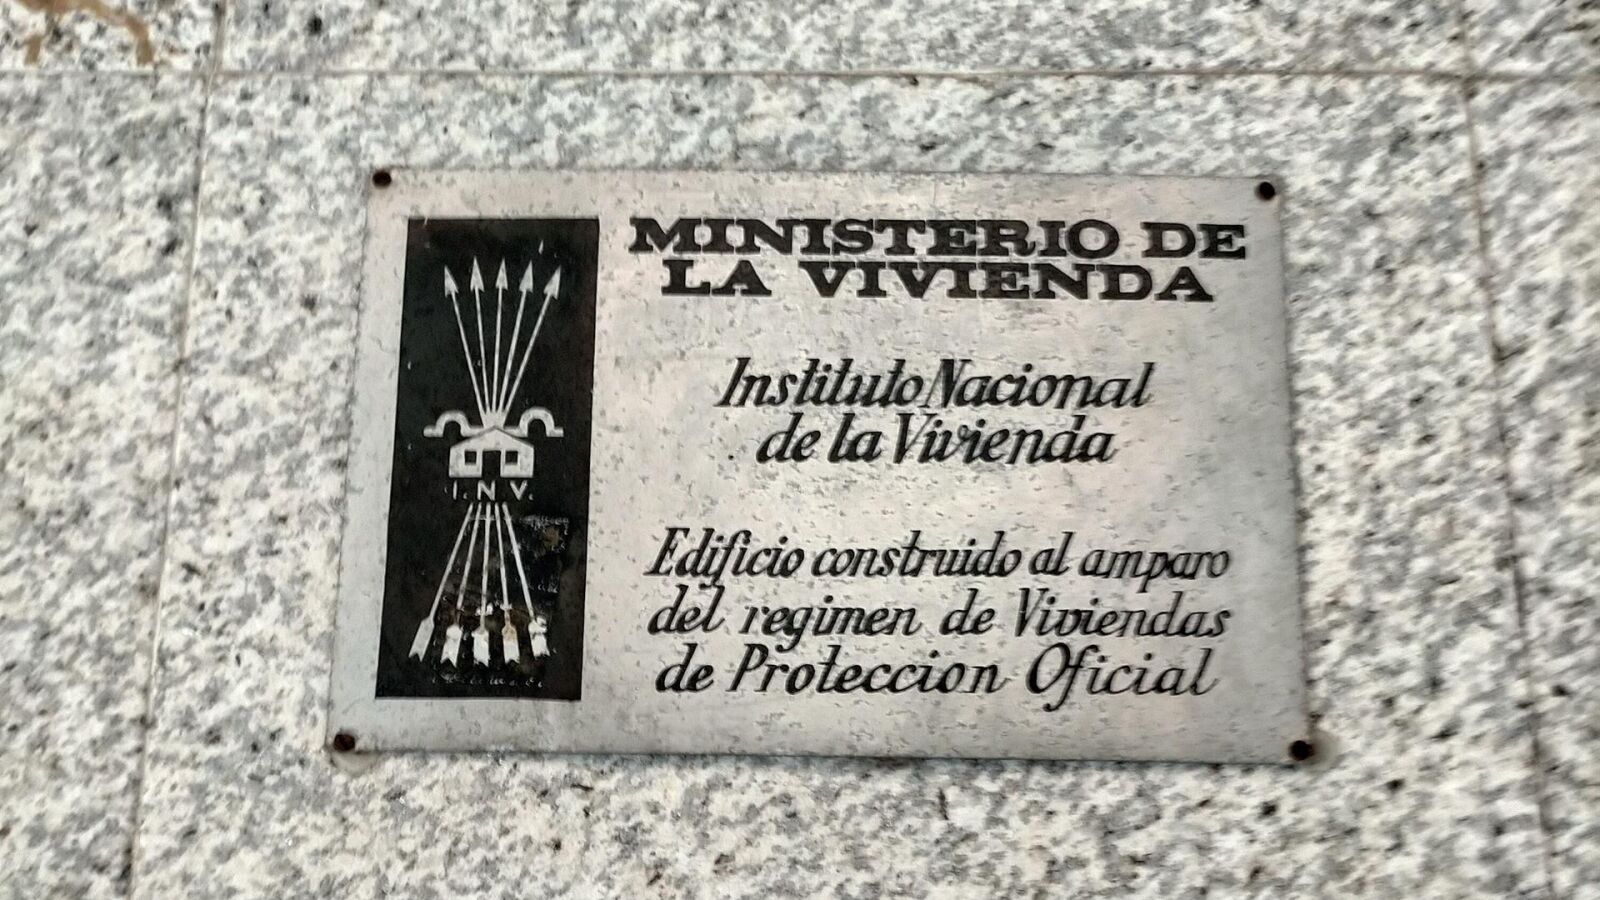 MINISTERIO DE
LA VIVIENDA
Instituto Nacional
de la Vivienda
I. N. V.
Edificio construido al amparo
del regimen de Viviendas
de Proteccion Oficial